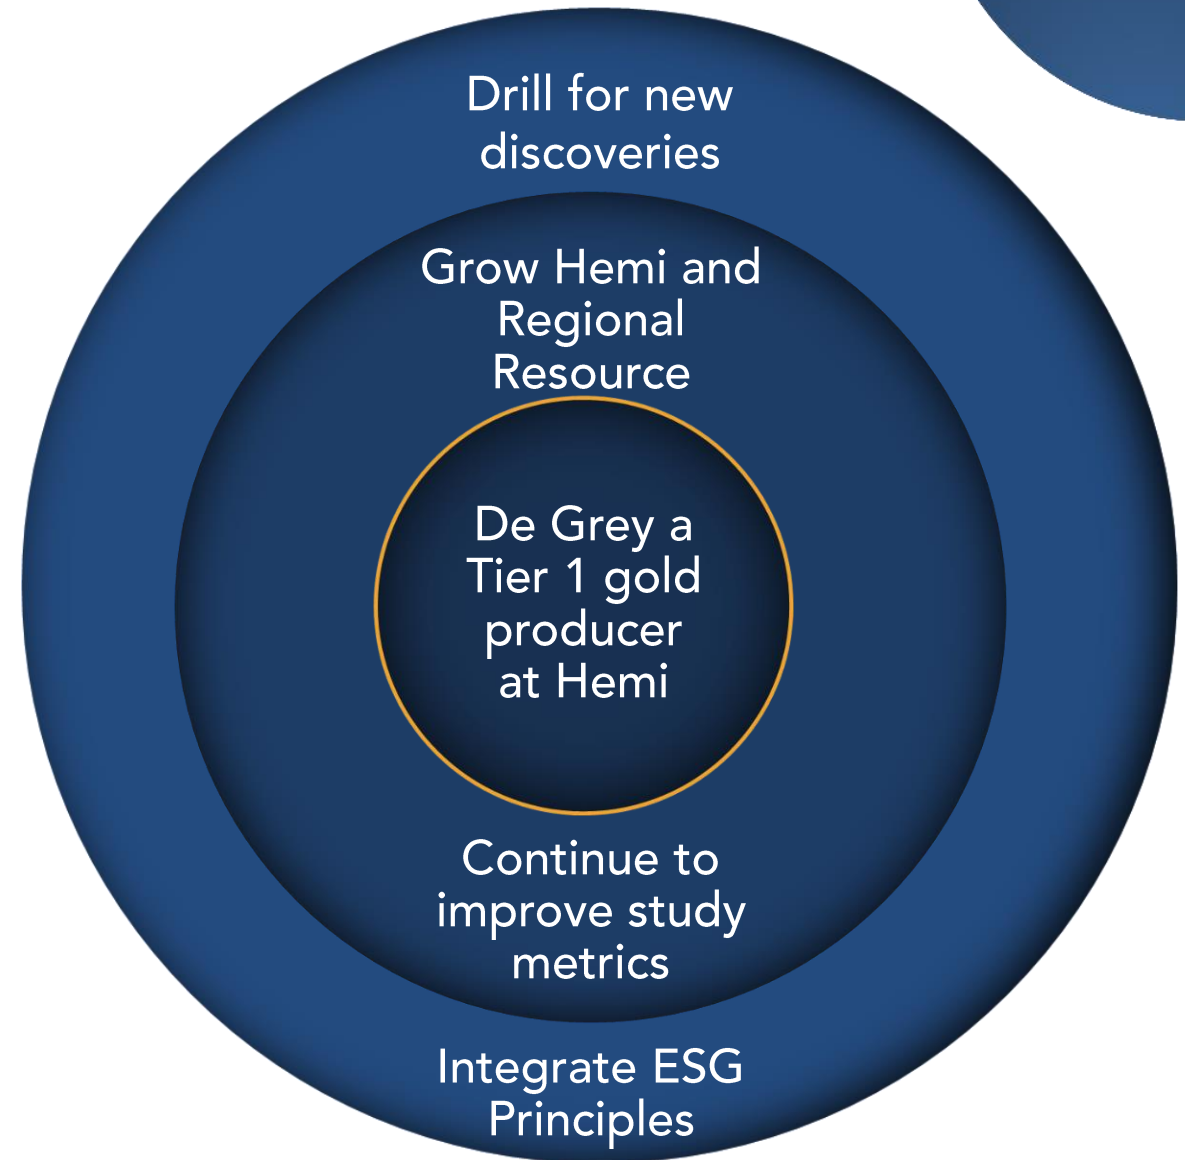 Drill for new
discoveries
Grow Hemi and
Regional
Resource
De Grey a
Tier 1 gold
producer
at Hemi
Continue to
improve study
metrics
Integrate ESG
Principles